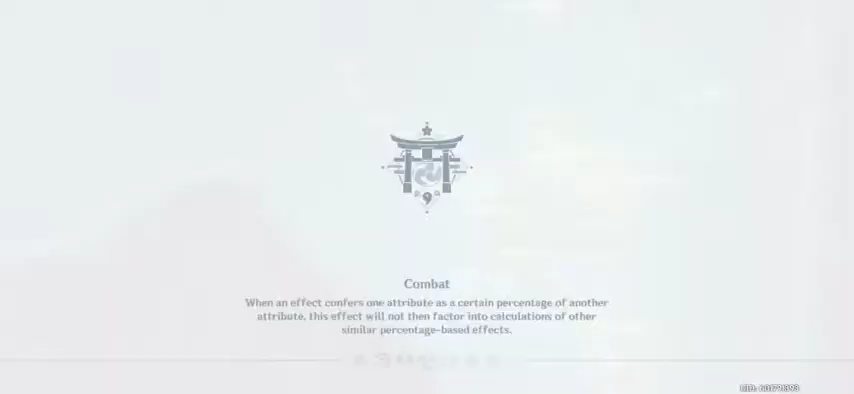 Combat
When an effect confers one attribute as a certain percentage of another
attribute, this effect will not then factor into calculations of other
similar percentage-based effects.